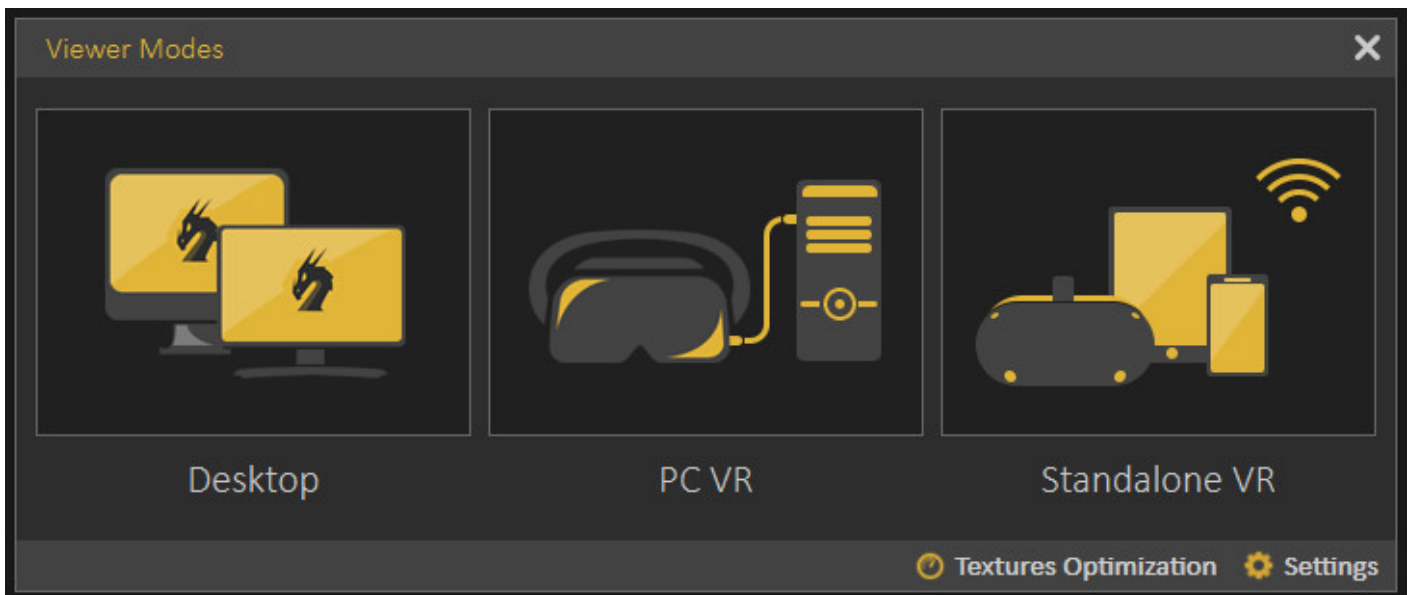 Viewer Modes
Desktop
PC VR
Standalone VR
Textures Optimization
Settings